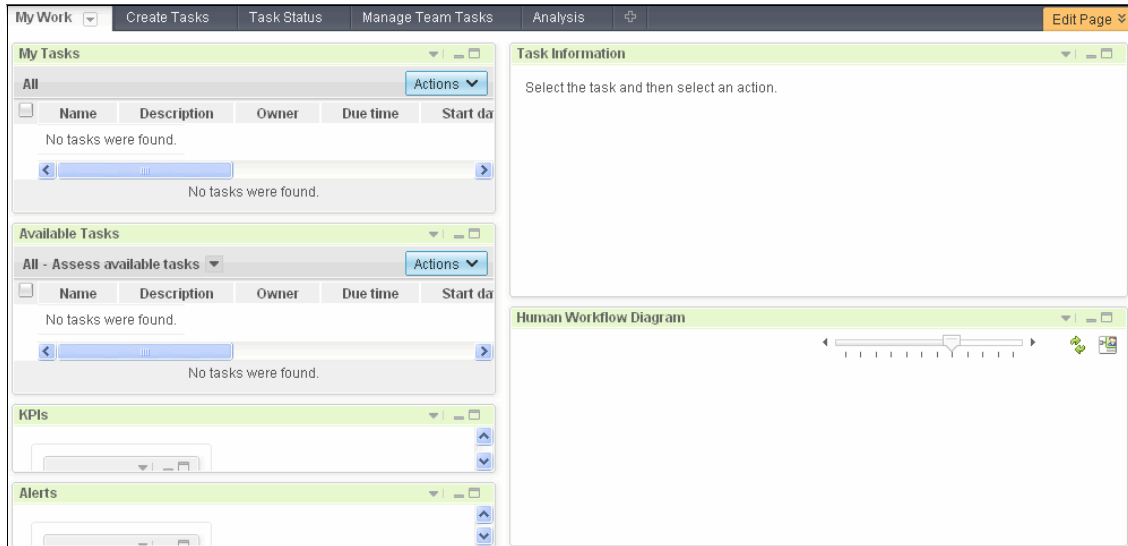 My Work Create Tasks Task Status Manage Team Tasks Analysis Edit Page
My Tasks
All Actions
Name Description Owner Due time Start da
No tasks were found.
No tasks were found.
Available Tasks
All - Assess available tasks Actions
Name Description Owner Due time Start da
No tasks were found.
No tasks were found.
KPIs
Alerts
Task Information
Select the task and then select an action.
Human Workflow Diagram